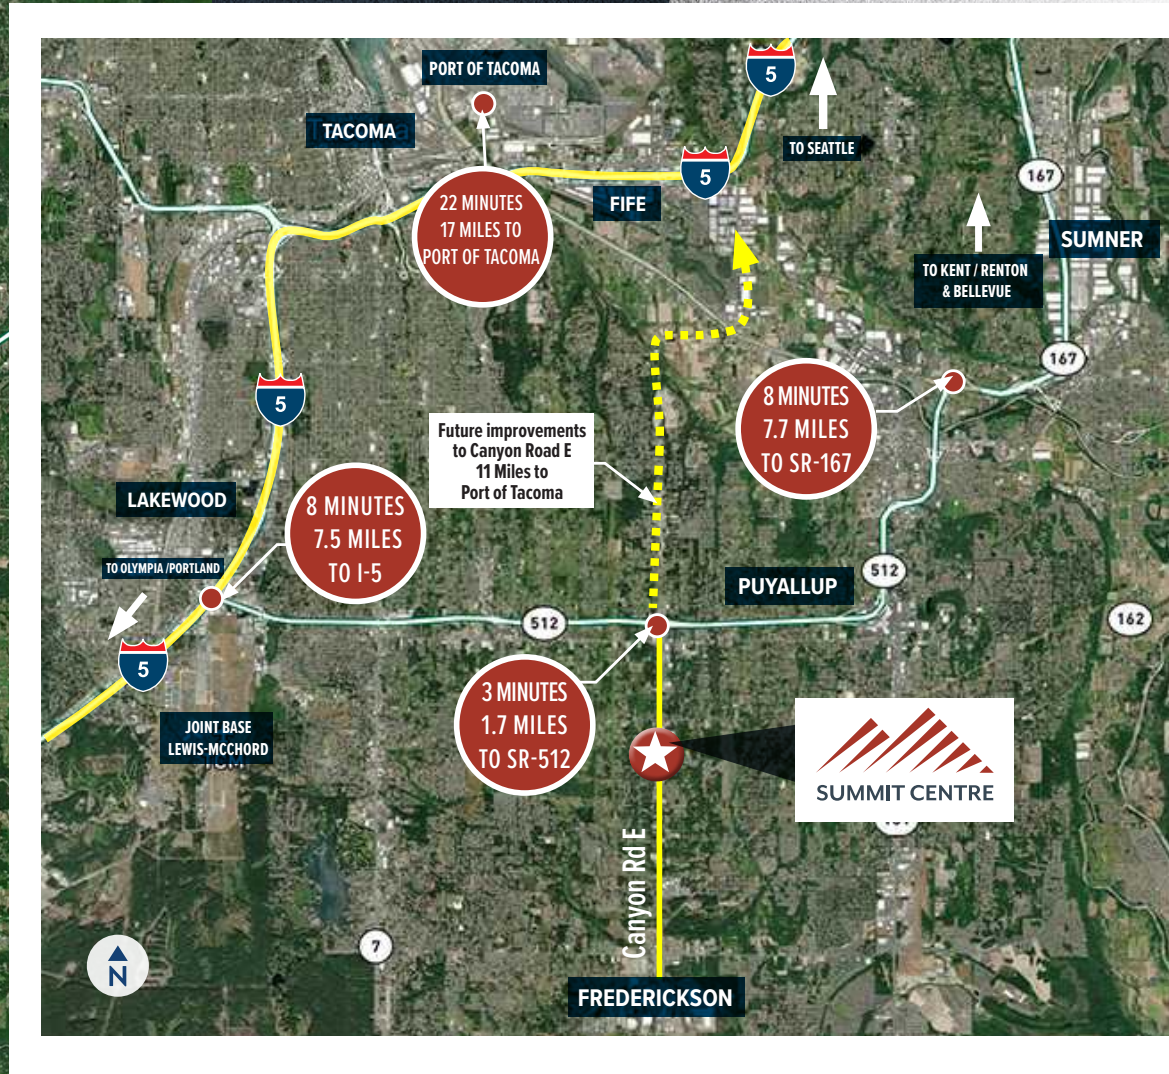 PORT OF TACOMA
5
TACOMA
TO SEATTLE
5
167
22 MINUTES
17 MILES TO
PORT OF TACOMA
FIFE
SUMNER
TO KENT / RENTON
& BELLEVUE
167
5
8 MINUTES
7.7 MILES
TO SR-167
Future improvements
to Canyon Road E
11 Miles to
Port of Tacoma
LAKEWOOD
8 MINUTES
7.5 MILES
TO I-5
TO OLYMPIA /PORTLAND
512
PUYALLUP
512
162
5
3 MINUTES
1.7 MILES
TO SR-512
JOINT BASE
LEWIS-MCCHORD
SUMMIT CENTRE
Canyon Rd E
7
N
FREDERICKSON